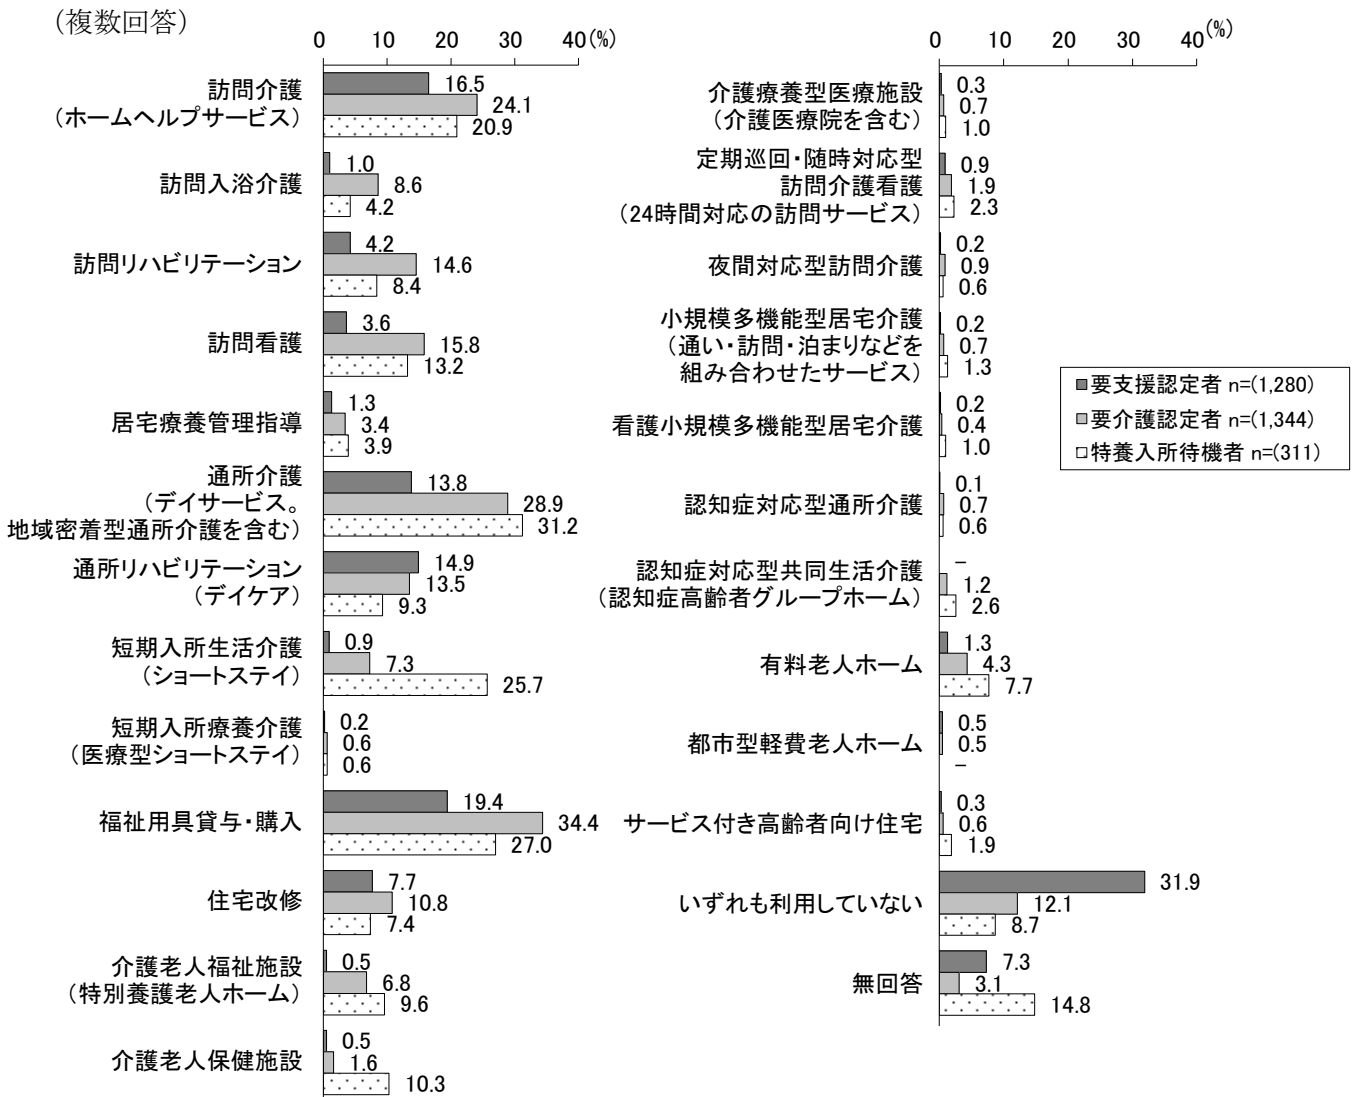 (複数回答)
0 10 20 30 40(%)
訪問介護
(ホームヘルプサービス)
16.5
24.1
20.9
訪問入浴介護
1.0
8.6
4.2
訪問リハビリテーション
4.2
14.6
8.4
訪問看護
3.6
15.8
13.2
居宅療養管理指導
1.3
3.4
3.9
通所介護
(デイサービス。
地域密着型通所介護を含む)
13.8
28.9
31.2
通所リハビリテーション
(デイケア)
14.9
13.5
9.3
短期入所生活介護
(ショートステイ)
0.9
7.3
25.7
短期入所療養介護
(医療型ショートステイ)
0.2
0.6
0.6
福祉用具貸与・購入
19.4
34.4
27.0
住宅改修
7.7
10.8
7.4
介護老人福祉施設
(特別養護老人ホーム)
0.5
6.8
9.6
介護老人保健施設
0.5
1.6
10.3
0 10 20 30 40(%)
介護療養型医療施設
(介護医療院を含む)
0.3
0.7
1.0
定期巡回・随時対応型
訪問介護看護
(24時間対応の訪問サービス)
0.9
1.9
2.3
夜間対応型訪問介護
0.2
0.9
0.6
小規模多機能型居宅介護
(通い・訪問・泊まりなどを
組み合わせたサービス)
0.2
0.7
1.3
看護小規模多機能型居宅介護
0.2
0.4
1.0
認知症対応型通所介護
0.1
0.7
0.6
認知症対応型共同生活介護
(認知症高齢者グループホーム)
–
1.2
2.6
有料老人ホーム
1.3
4.3
7.7
都市型軽費老人ホーム
0.5
0.5
–
サービス付き高齢者向け住宅
0.3
0.6
1.9
いずれも利用していない
31.9
12.1
8.7
無回答
7.3
3.1
14.8
要支援認定者 n=(1,280)
要介護認定者 n=(1,344)
特養入所待機者 n=(311)